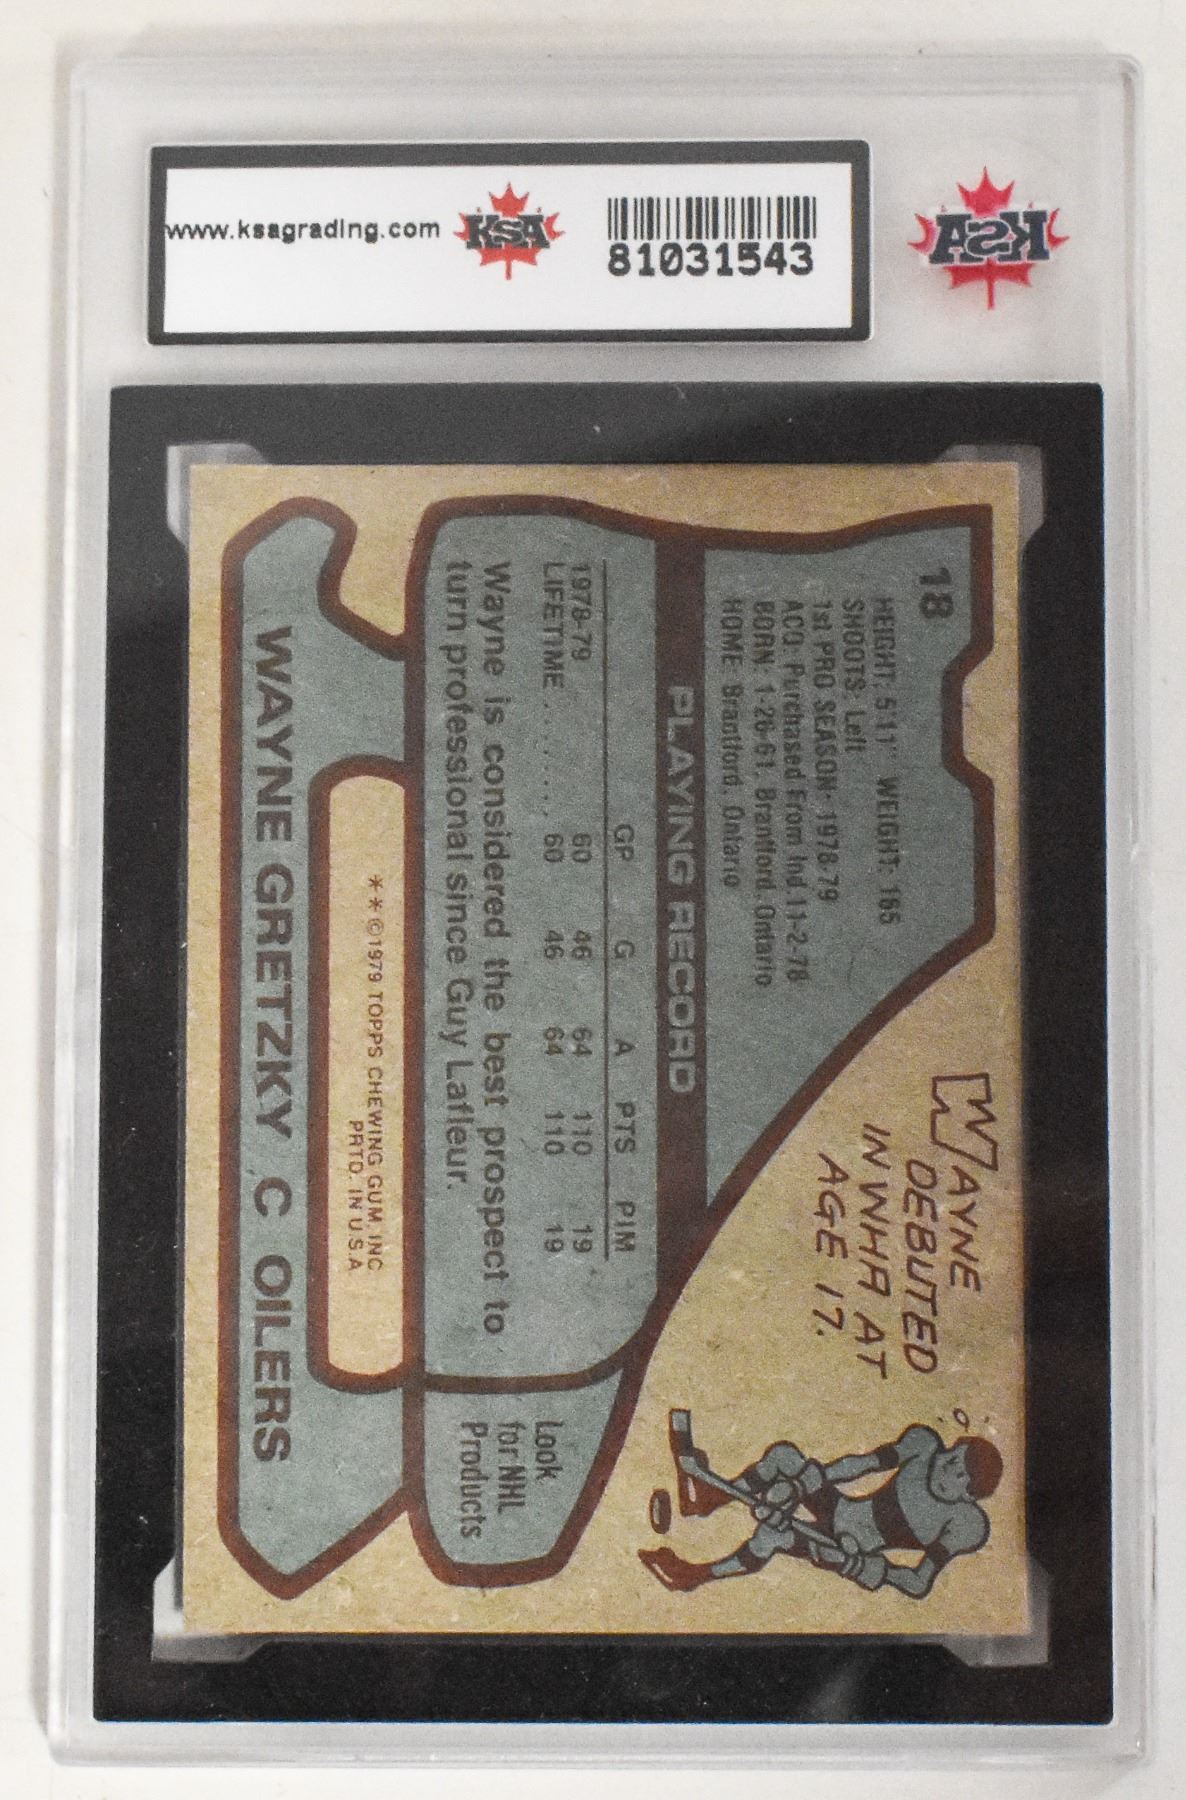 www.ksagrading.com
KSA
81031543
KSA
18
HEIGHT: 5'11" WEIGHT: 165
SHOOTS: Left
1st PRO SEASON: 1978-79
ACQ: Purchased From Ind 11-2-78
BORN: 1-26-61, Brantford, Ontario
HOME: Brantford, Ontario
WAYNE
DEBUTED
IN WHA AT
AGE 17.
PLAYING RECORD
GP G A PTS PIM
1978-79 60 46 64 110 19
LIFETIME........ 60 46 64 110 19
Wayne is considered the best prospect to
turn professional since Guy Lafleur.
Look
for NHL
Products
**©1979 TOPPS CHEWING GUM, INC
PRTD. IN U.S.A
WAYNE GRETZKY C OILERS